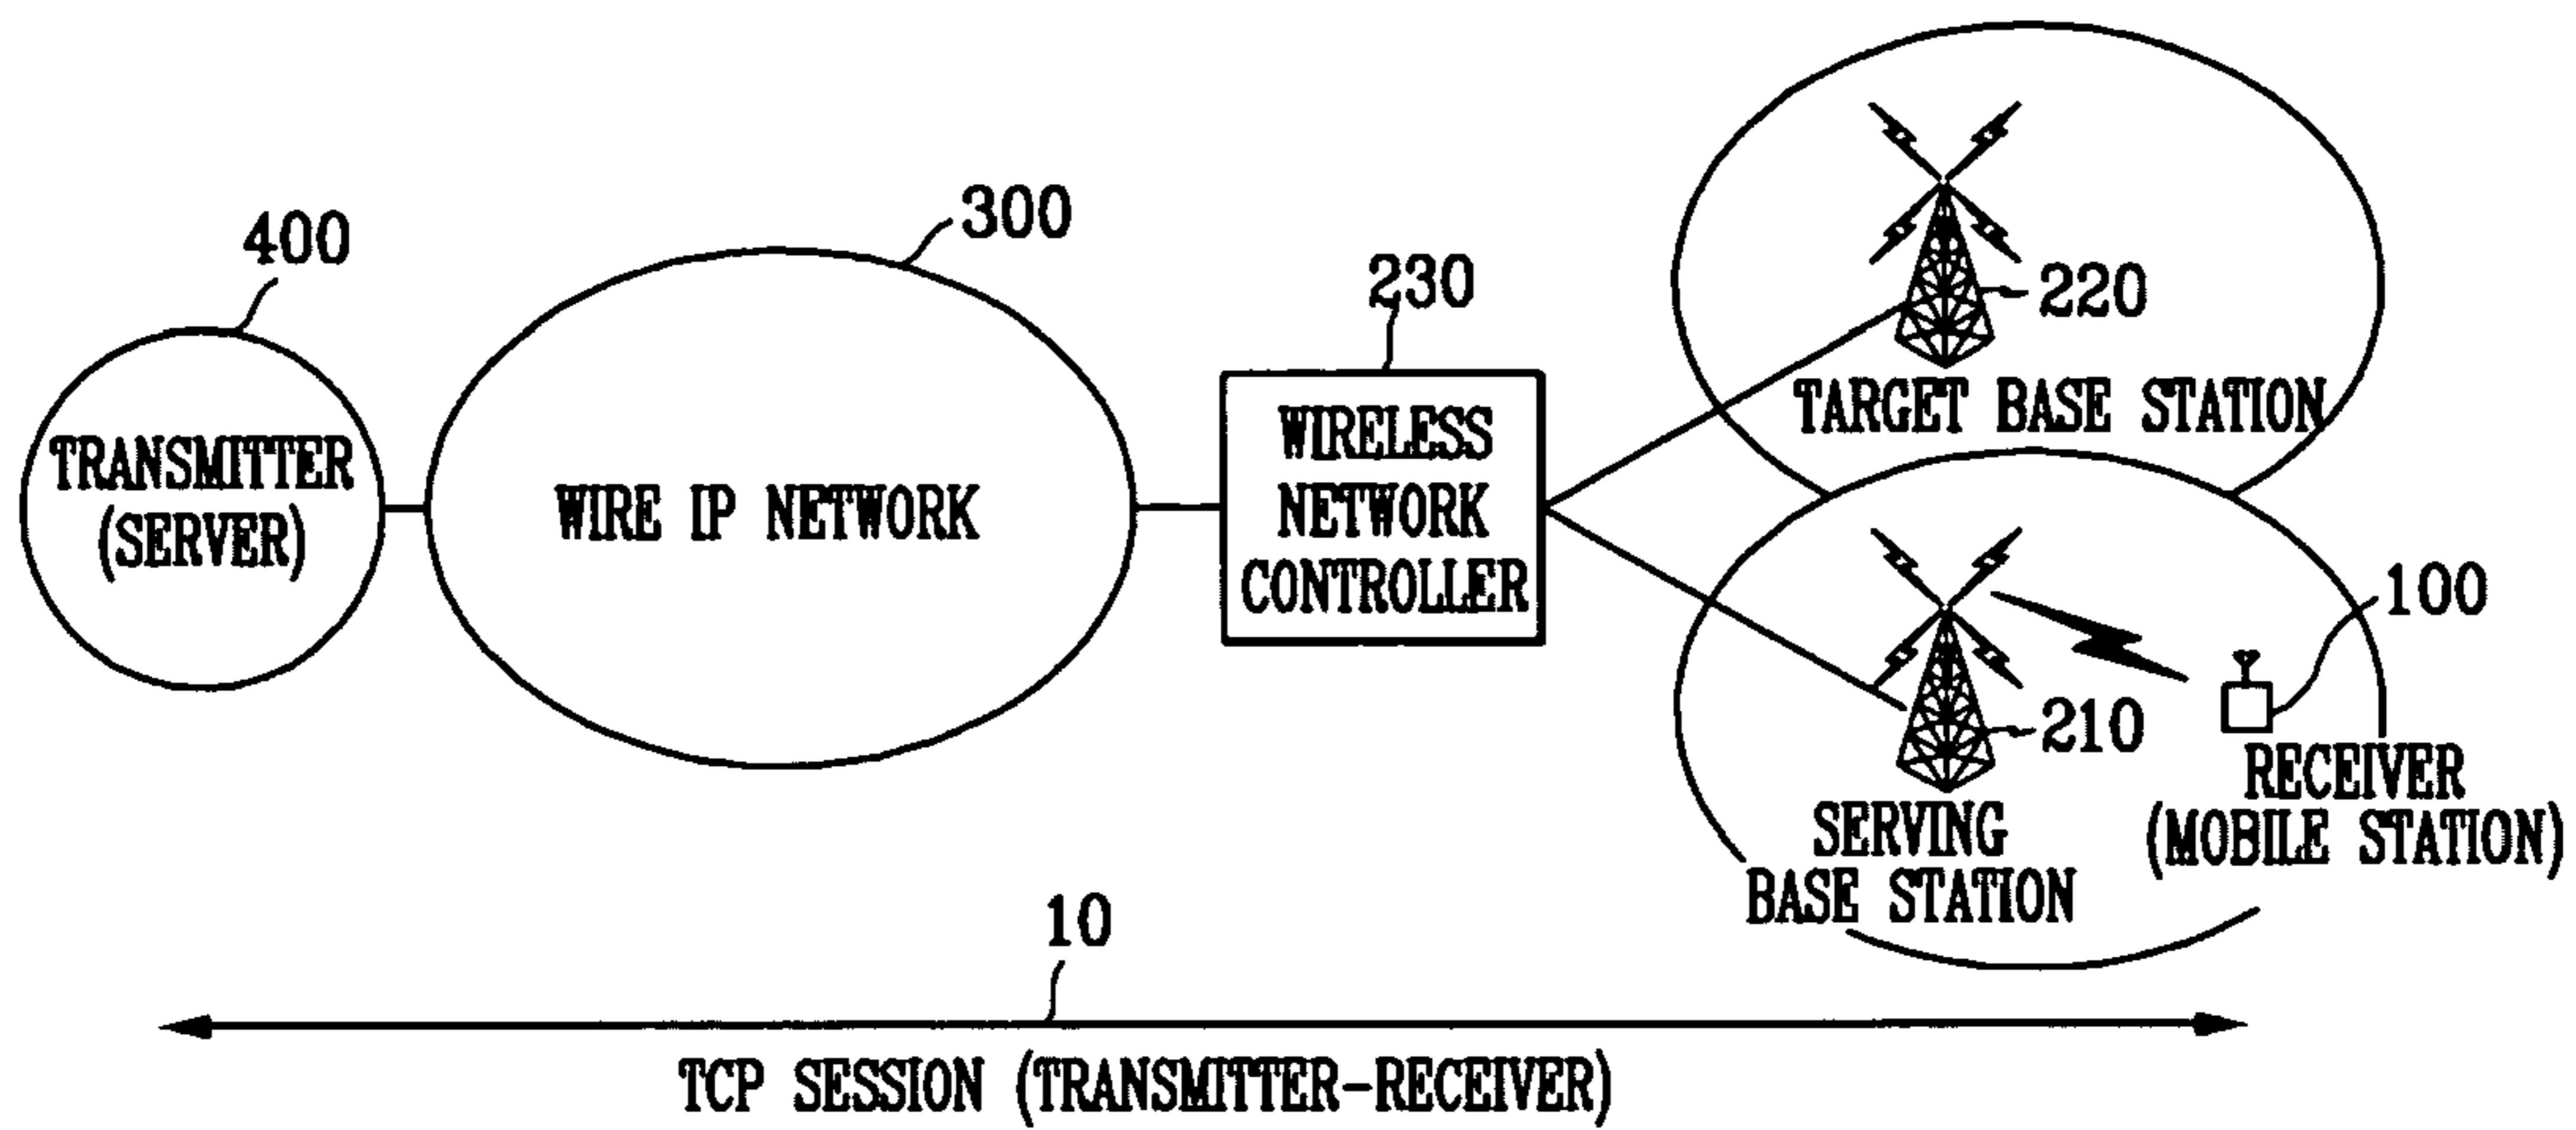 400
TRANSMITTER
(SERVER)
300
WIRE IP NETWORK
230
WIRELESS
NETWORK
CONTROLLER
220
TARGET BASE STATION
100
210
RECEIVER
(MOBILE STATION)
SERVING
BASE STATION
10
TCP SESSION (TRANSMITTER-RECEIVER)